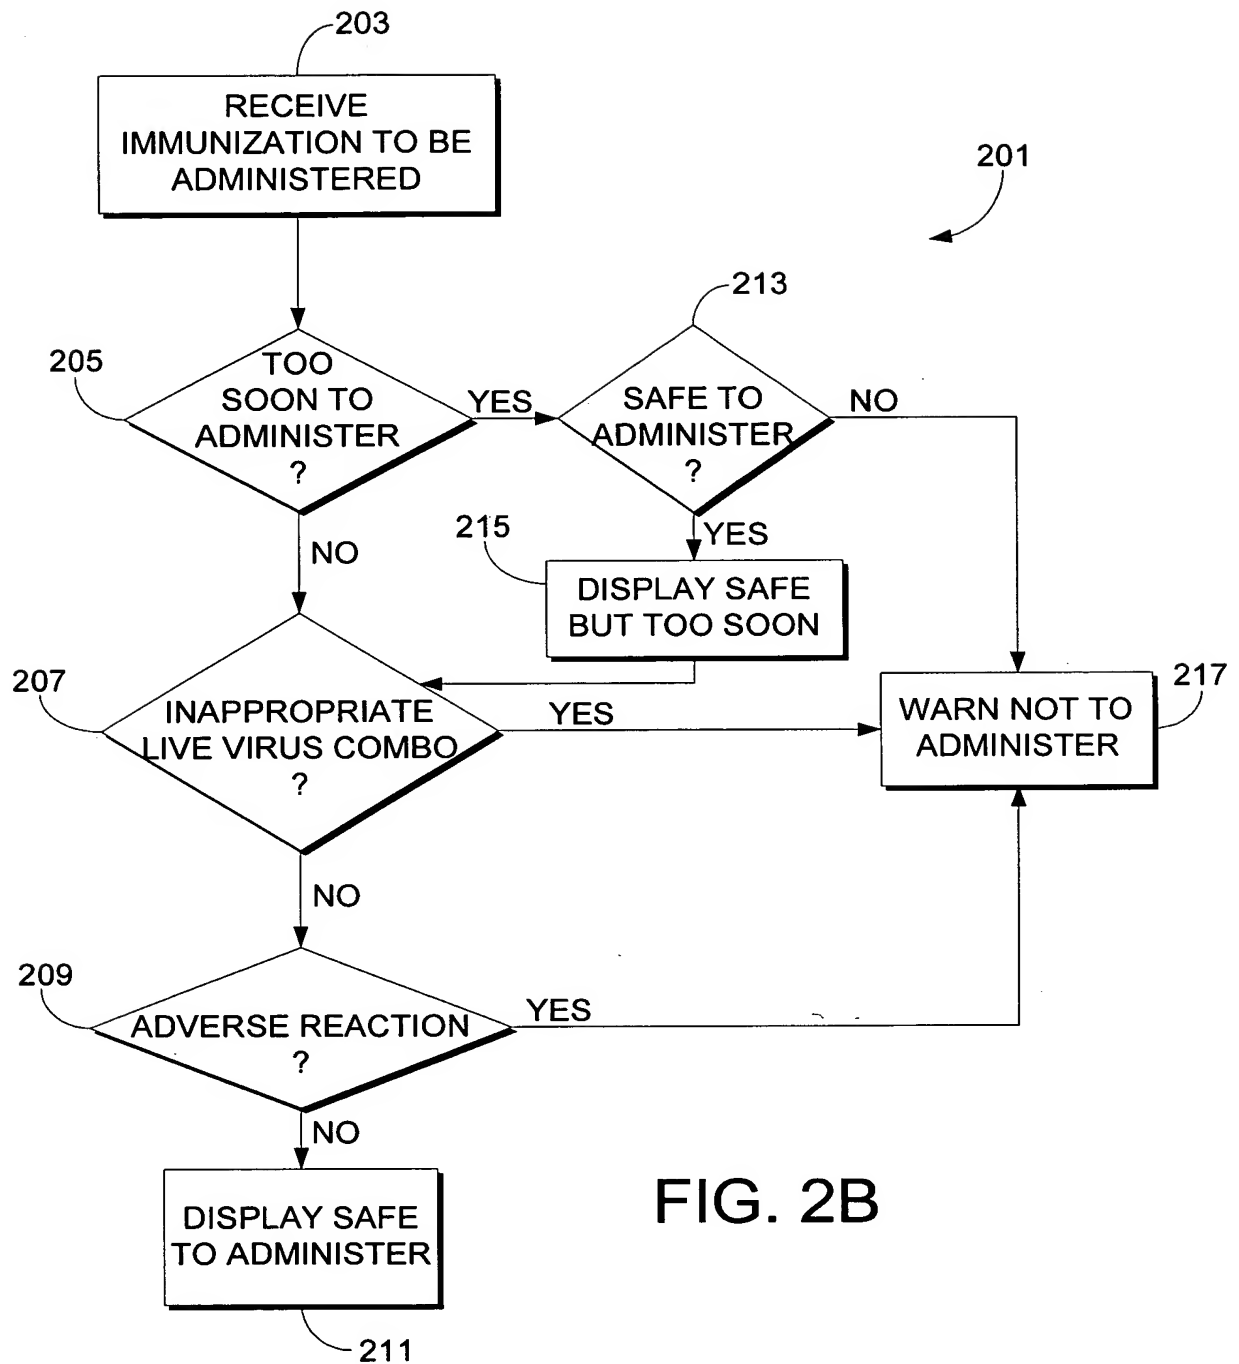 203
RECEIVE
IMMUNIZATION TO BE
ADMINISTERED
201
213
205
TOO
SOON TO
ADMINISTER
?
YES
SAFE TO
ADMINISTER
?
NO
NO
YES
215
DISPLAY SAFE
BUT TOO SOON
207
INAPPROPRIATE
LIVE VIRUS COMBO
?
YES
217
WARN NOT TO
ADMINISTER
NO
209
ADVERSE REACTION
?
YES
NO
DISPLAY SAFE
TO ADMINISTER
211
FIG. 2B